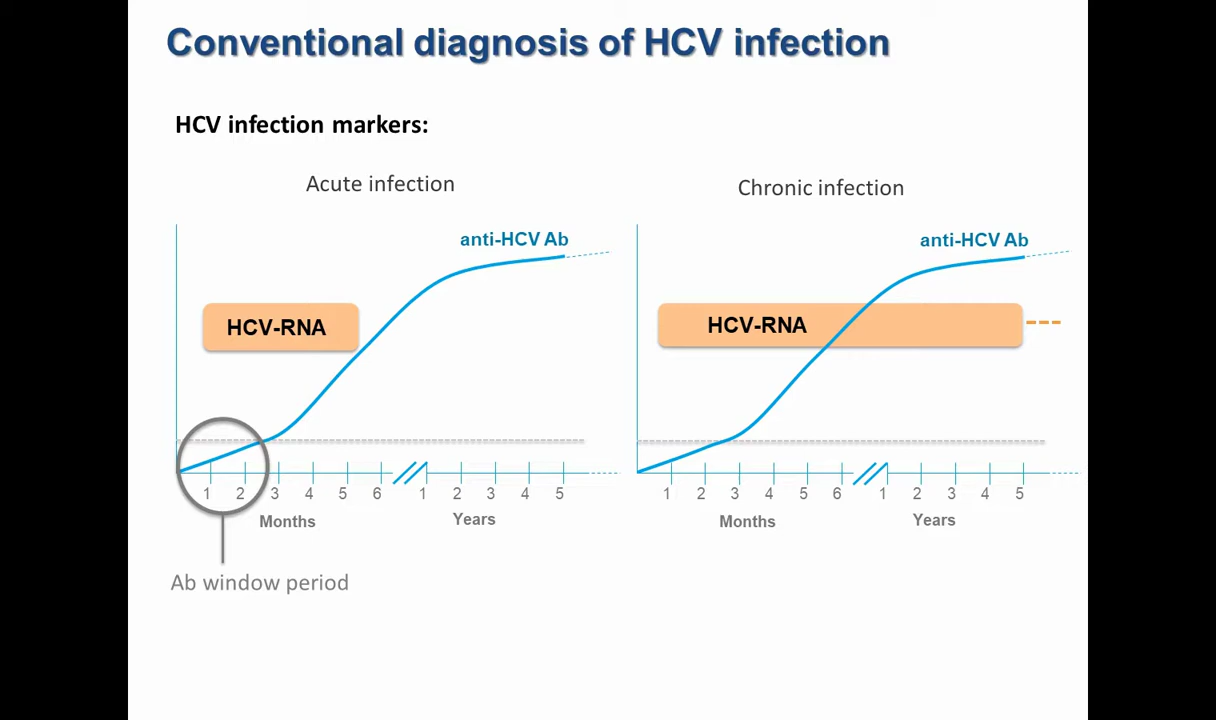 Conventional diagnosis of HCV infection
HCV infection markers:
Acute infection
anti-HCV Ab
HCV-RNA
1 2 3 4 5 6 1 2 3 4 5
Months Years
Ab window period
Chronic infection
anti-HCV Ab
HCV-RNA
1 2 3 4 5 6 1 2 3 4 5
Months Years